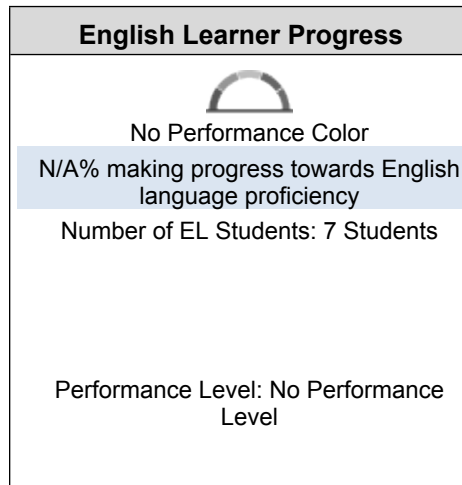 English Learner Progress
No Performance Color
N/A% making progress towards English
language proficiency
Number of EL Students: 7 Students
Performance Level: No Performance
Level